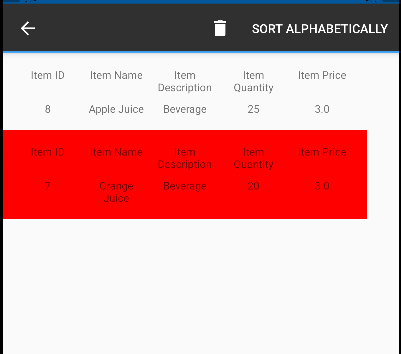 SORT ALPHABETICALLY
Item ID Item Name Item Description Item Quantity Item Price
8 Apple Juice Beverage 25 3.0
Item ID Item Name Item Description Item Quantity Item Price
7 Orange Juice Beverage 20 3.0